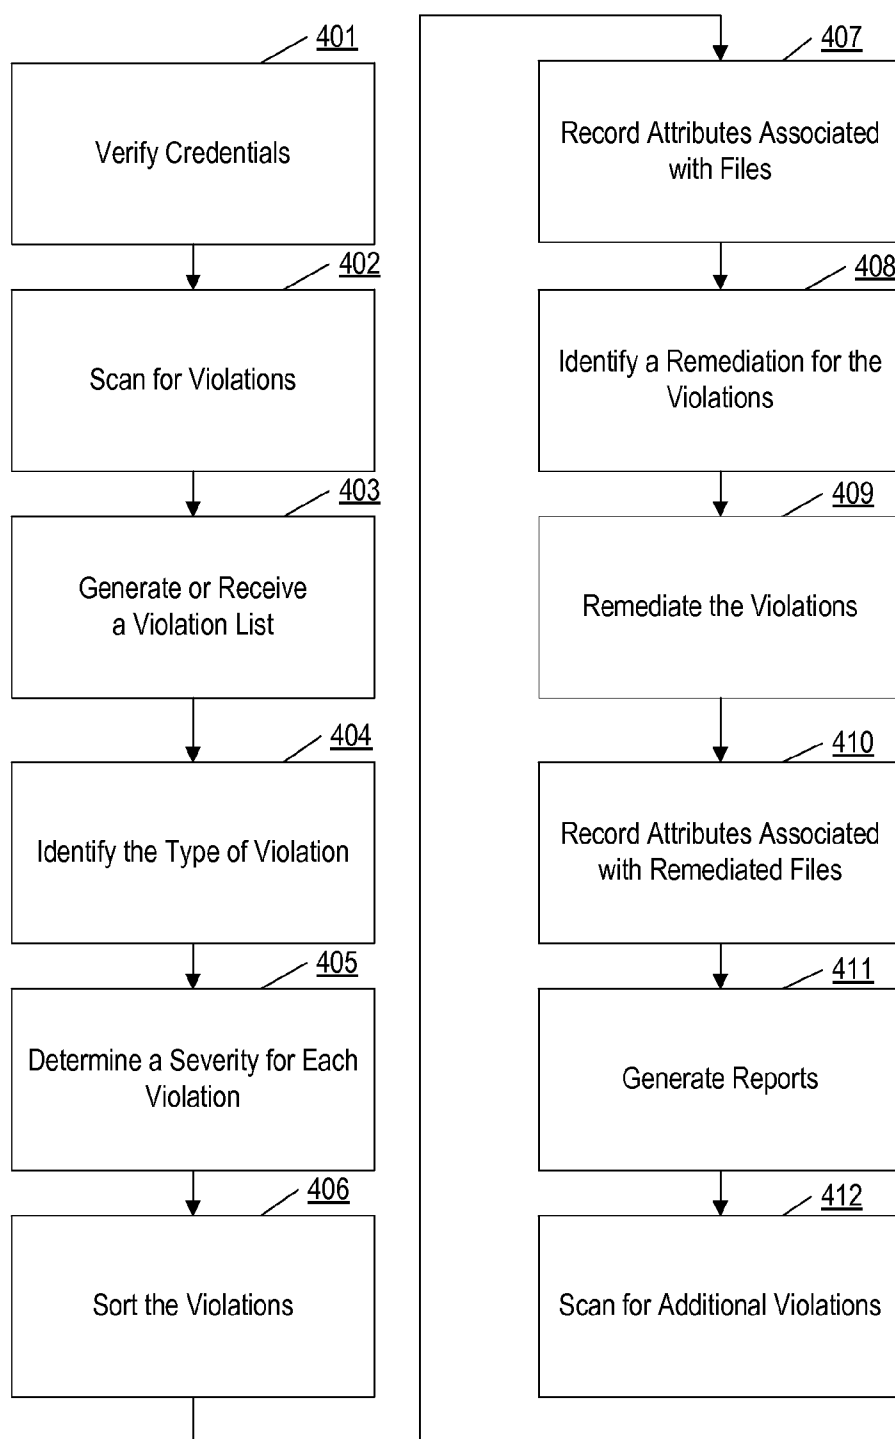 401
Verify Credentials
402
Scan for Violations
403
Generate or Receive
a Violation List
404
Identify the Type of Violation
405
Determine a Severity for Each
Violation
406
Sort the Violations
407
Record Attributes Associated
with Files
408
Identify a Remediation for the
Violations
409
Remediate the Violations
410
Record Attributes Associated
with Remediated Files
411
Generate Reports
412
Scan for Additional Violations